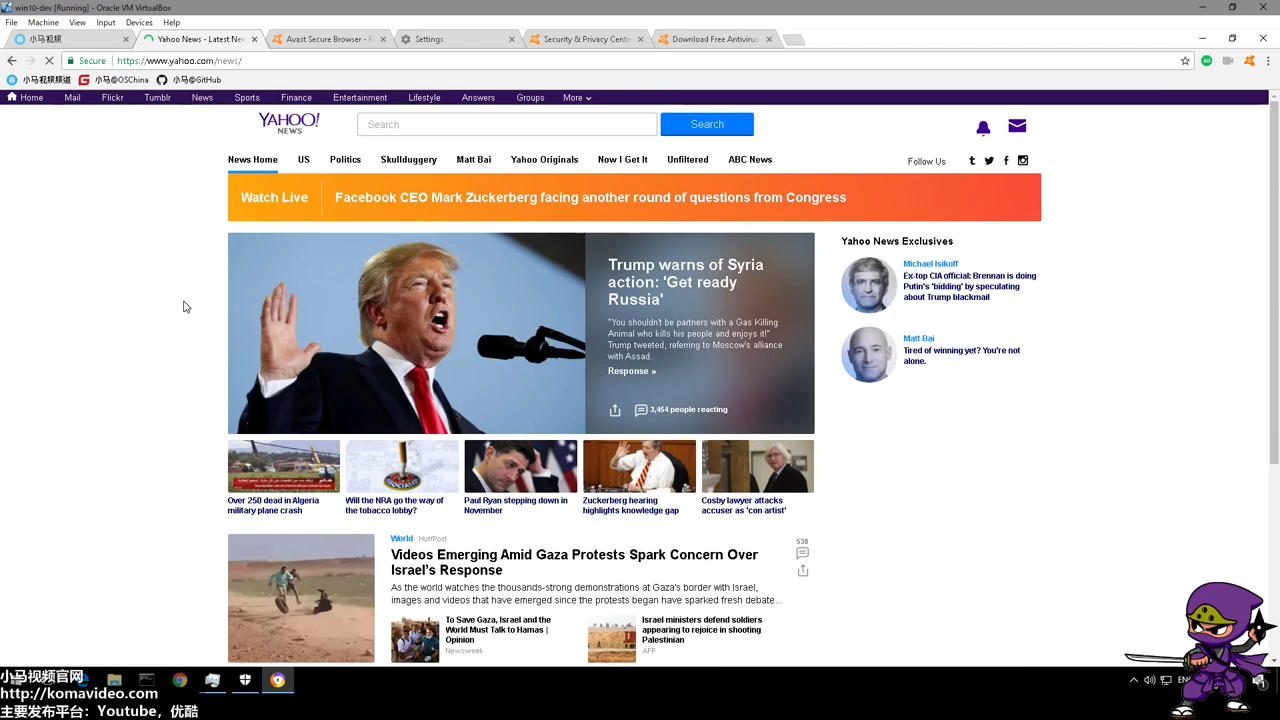 win10-dev [Running] - Oracle VM VirtualBox
File Machine View Input Devices Help
小马视频
Yahoo News - Latest New
Avast Secure Browser - F
Settings
Security & Privacy Cente
Download Free Antivirus
Secure https://www.yahoo.com/news/
小马视频频道 小马@OSChina 小马@GitHub
Home Mail Flickr Tumblr News Sports Finance Entertainment Lifestyle Answers Groups More
YAHOO!
NEWS
Search
Search
News Home US Politics Skullduggery Matt Bai Yahoo Originals Now I Get It Unfiltered ABC News
Follow Us
Watch Live
Facebook CEO Mark Zuckerberg facing another round of questions from Congress
Trump warns of Syria
action: 'Get ready
Russia'
"You shouldn't be partners with a Gas Killing
Animal who kills his people and enjoys it!"
Trump tweeted, referring to Moscow's alliance
with Assad.
Response »
3,454 people reacting
Yahoo News Exclusives
Michael Isikoff
Ex-top CIA official: Brennan is doing
Putin's 'bidding' by speculating
about Trump blackmail
Matt Bai
Tired of winning yet? You're not
alone.
Over 250 dead in Algeria
military plane crash
Will the NRA go the way of
the tobacco lobby?
Paul Ryan stepping down in
November
Zuckerberg hearing
highlights knowledge gap
Cosby lawyer attacks
accuser as 'con artist'
World HuffPost
Videos Emerging Amid Gaza Protests Spark Concern Over
Israel's Response
As the world watches the thousands-strong demonstrations at Gaza's border with Israel,
images and videos that have emerged since the protests began have sparked fresh debate...
538
To Save Gaza, Israel and the
World Must Talk to Hamas |
Opinion
Newsweek
Israel ministers defend soldiers
appearing to rejoice in shooting
Palestinian
AFP
小马视频官网
http://komavideo.com
主要发布平台：Youtube，优酷